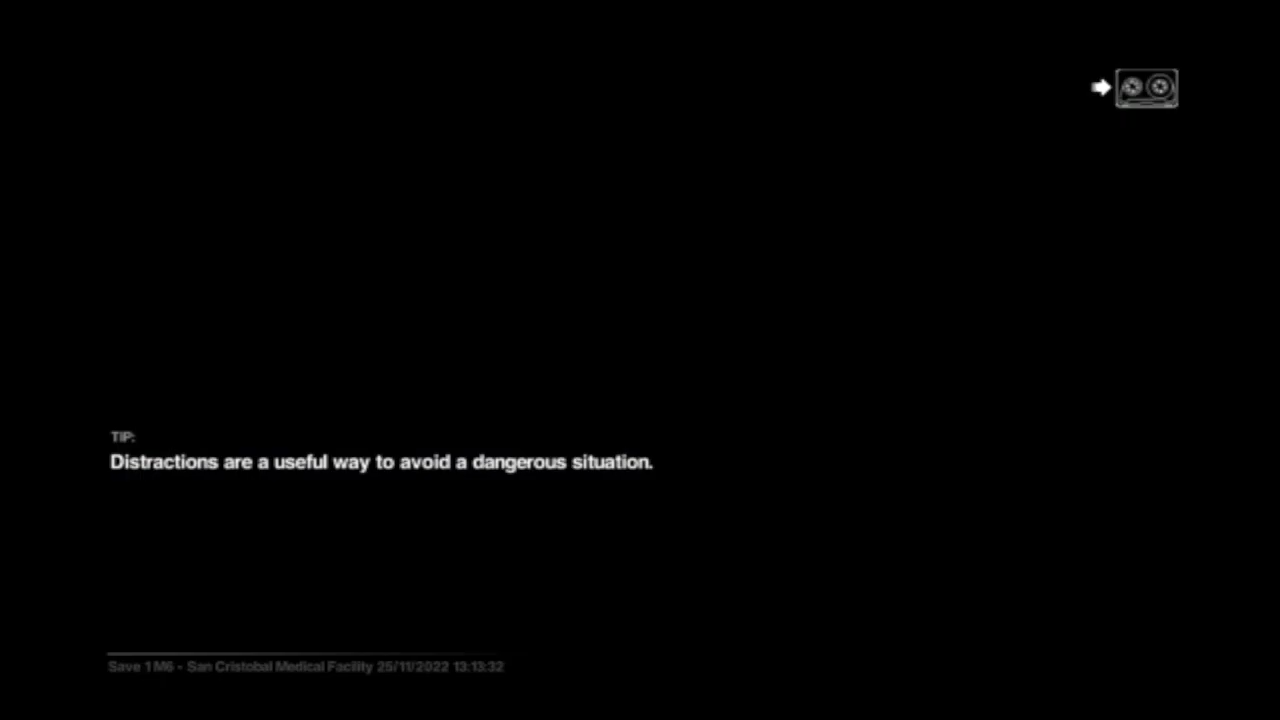 TIP:
Distractions are a useful way to avoid a dangerous situation.
Save 1 M6 - San Cristobal Medical Facility 25/11/2022 13:13:32